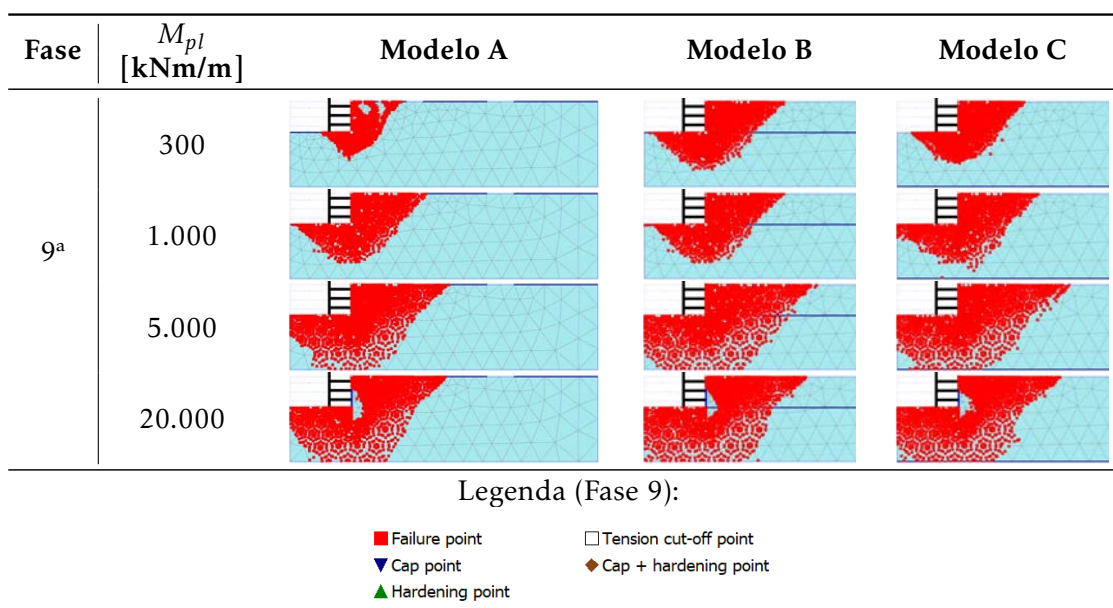 Fase M_pl [kNm/m] Modelo A Modelo B Modelo C
300
1.000
9ª
5.000
20.000
Legenda (Fase 9):
Failure point Tension cut-off point
Cap point Cap + hardening point
Hardening point